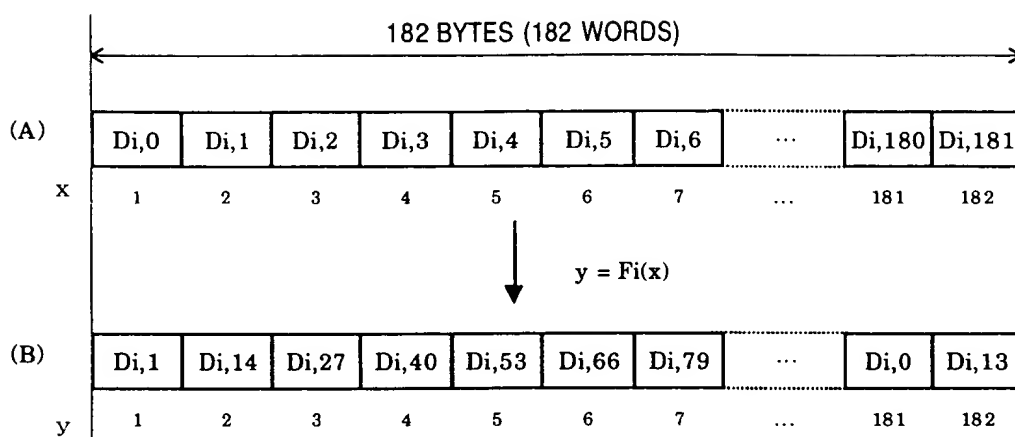 182 BYTES (182 WORDS)
(A) Di,0 Di,1 Di,2 Di,3 Di,4 Di,5 Di,6 ... Di,180 Di,181
x 1 2 3 4 5 6 7 ... 181 182
y = Fi(x)
(B) Di,1 Di,14 Di,27 Di,40 Di,53 Di,66 Di,79 ... Di,0 Di,13
y 1 2 3 4 5 6 7 ... 181 182